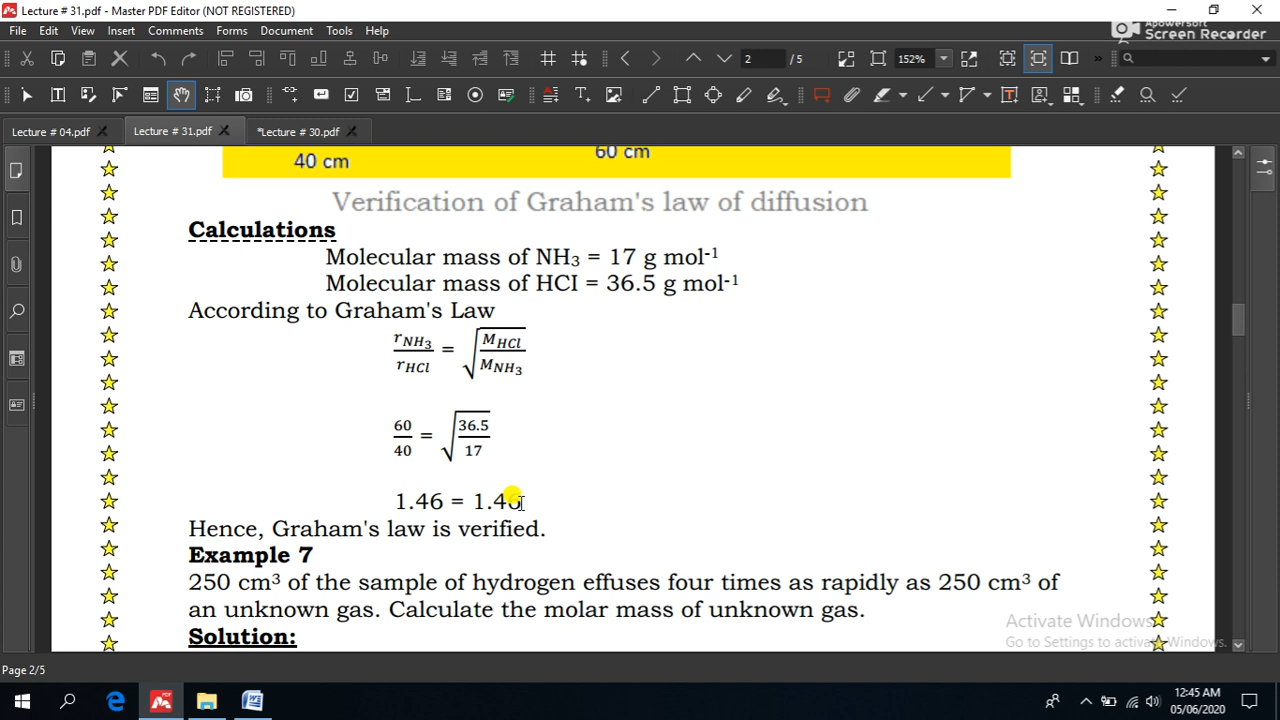 Lecture # 31.pdf - Master PDF Editor (NOT REGISTERED)
File Edit View Insert Comments Forms Document Tools Help
Apowersoft
Screen Recorder
2 / 5 152%
Lecture # 04.pdf Lecture # 31.pdf *Lecture # 30.pdf
40 cm 60 cm
Verification of Graham's law of diffusion
Calculations
Molecular mass of NH₃ = 17 g mol⁻¹
Molecular mass of HCI = 36.5 g mol⁻¹
According to Graham's Law
r_NH₃ / r_HCl = √(M_HCl / M_NH₃)
60/40 = √(36.5/17)
1.46 = 1.46
Hence, Graham's law is verified.
Example 7
250 cm³ of the sample of hydrogen effuses four times as rapidly as 250 cm³ of
an unknown gas. Calculate the molar mass of unknown gas.
Solution:
Activate Windows
Go to Settings to activate Windows.
Page 2/5
12:45 AM
05/06/2020